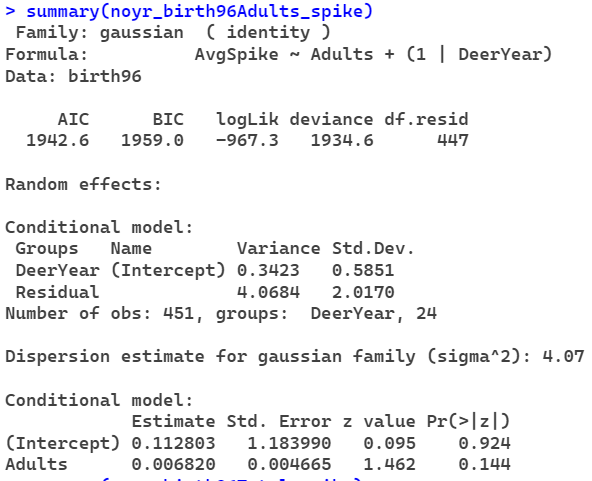 > summary(noyr_birth96Adults_spike)
 Family: gaussian  ( identity )
Formula:          AvgSpike ~ Adults + (1 | DeerYear)
Data: birth96
     AIC      BIC   logLik deviance df.resid
  1942.6   1959.0   -967.3   1934.6      447
Random effects:
Conditional model:
 Groups   Name        Variance Std.Dev.
 DeerYear (Intercept) 0.3423   0.5851
 Residual             4.0684   2.0170
Number of obs: 451, groups:  DeerYear, 24
Dispersion estimate for gaussian family (sigma^2): 4.07
Conditional model:
            Estimate Std. Error z value Pr(>|z|)
(Intercept) 0.112803   1.183990   0.095    0.924
Adults      0.006820   0.004665   1.462    0.144